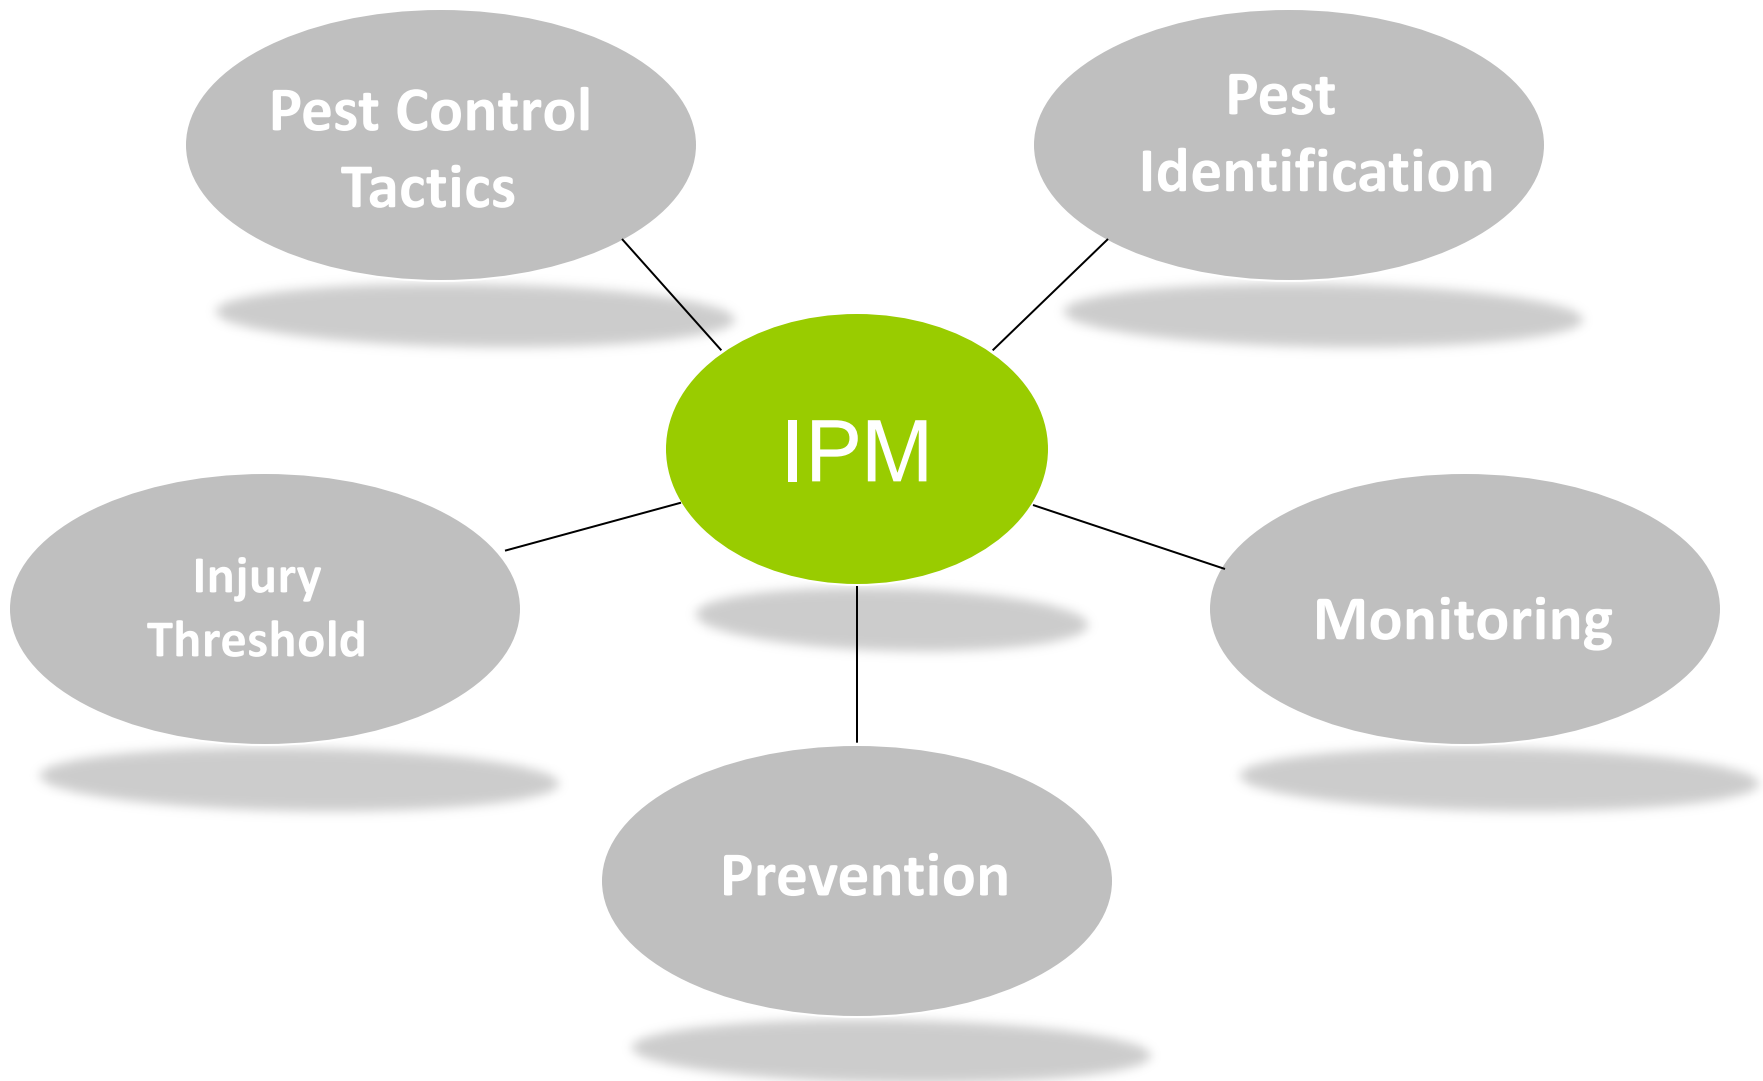 Pest Control
Tactics
Pest
Identification
IPM
Injury
Threshold
Monitoring
Prevention